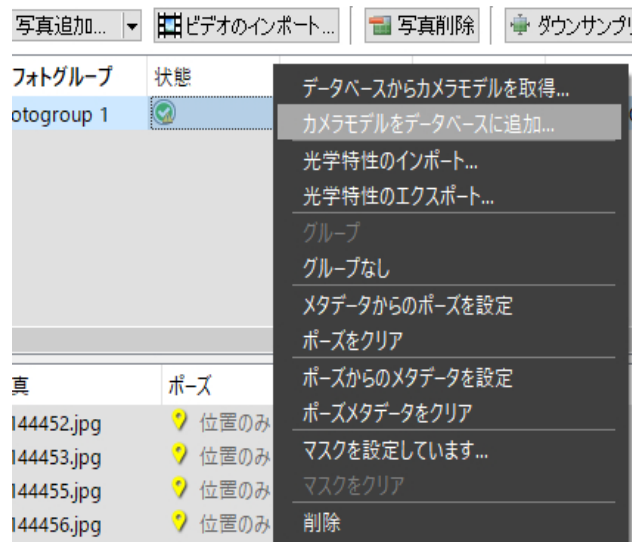 写真追加... ビデオのインポート... 写真削除 ダウンサンプリ
フォトグループ 状態
otogroup 1
データベースからカメラモデルを取得...
カメラモデルをデータベースに追加...
光学特性のインポート...
光学特性のエクスポート...
グループ
グループなし
メタデータからのポーズを設定
ポーズをクリア
ポーズからのメタデータを設定
ポーズメタデータをクリア
マスクを設定しています...
マスクをクリア
削除
真 ポーズ
144452.jpg 位置のみ
144453.jpg 位置のみ
144455.jpg 位置のみ
144456.jpg 位置のみ